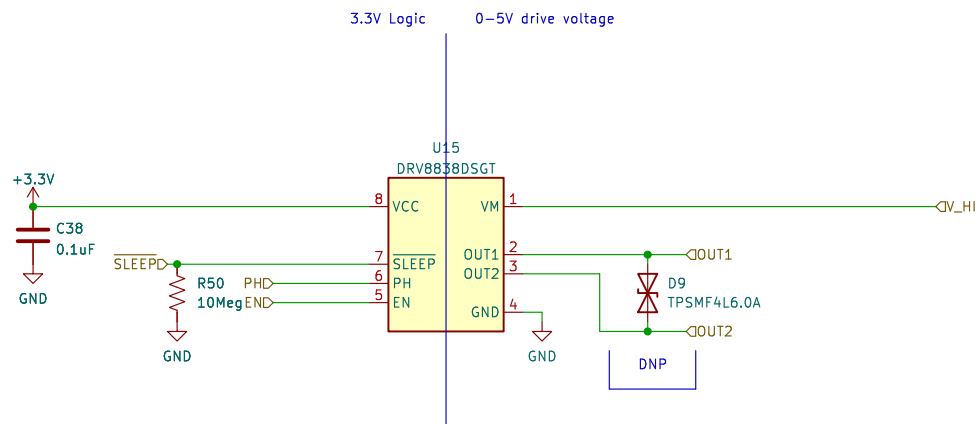 3.3V Logic
0-5V drive voltage
U15
DRV8838DSGT
+3.3V
8
VCC
VM
1
V_HI
C38
0.1uF
GND
SLEEP
7
SLEEP
OUT1
2
OUT1
R50
10Meg
PH
6
PH
OUT2
3
EN
5
EN
GND
4
D9
TPSMF4L6.0A
OUT2
GND
GND
DNP